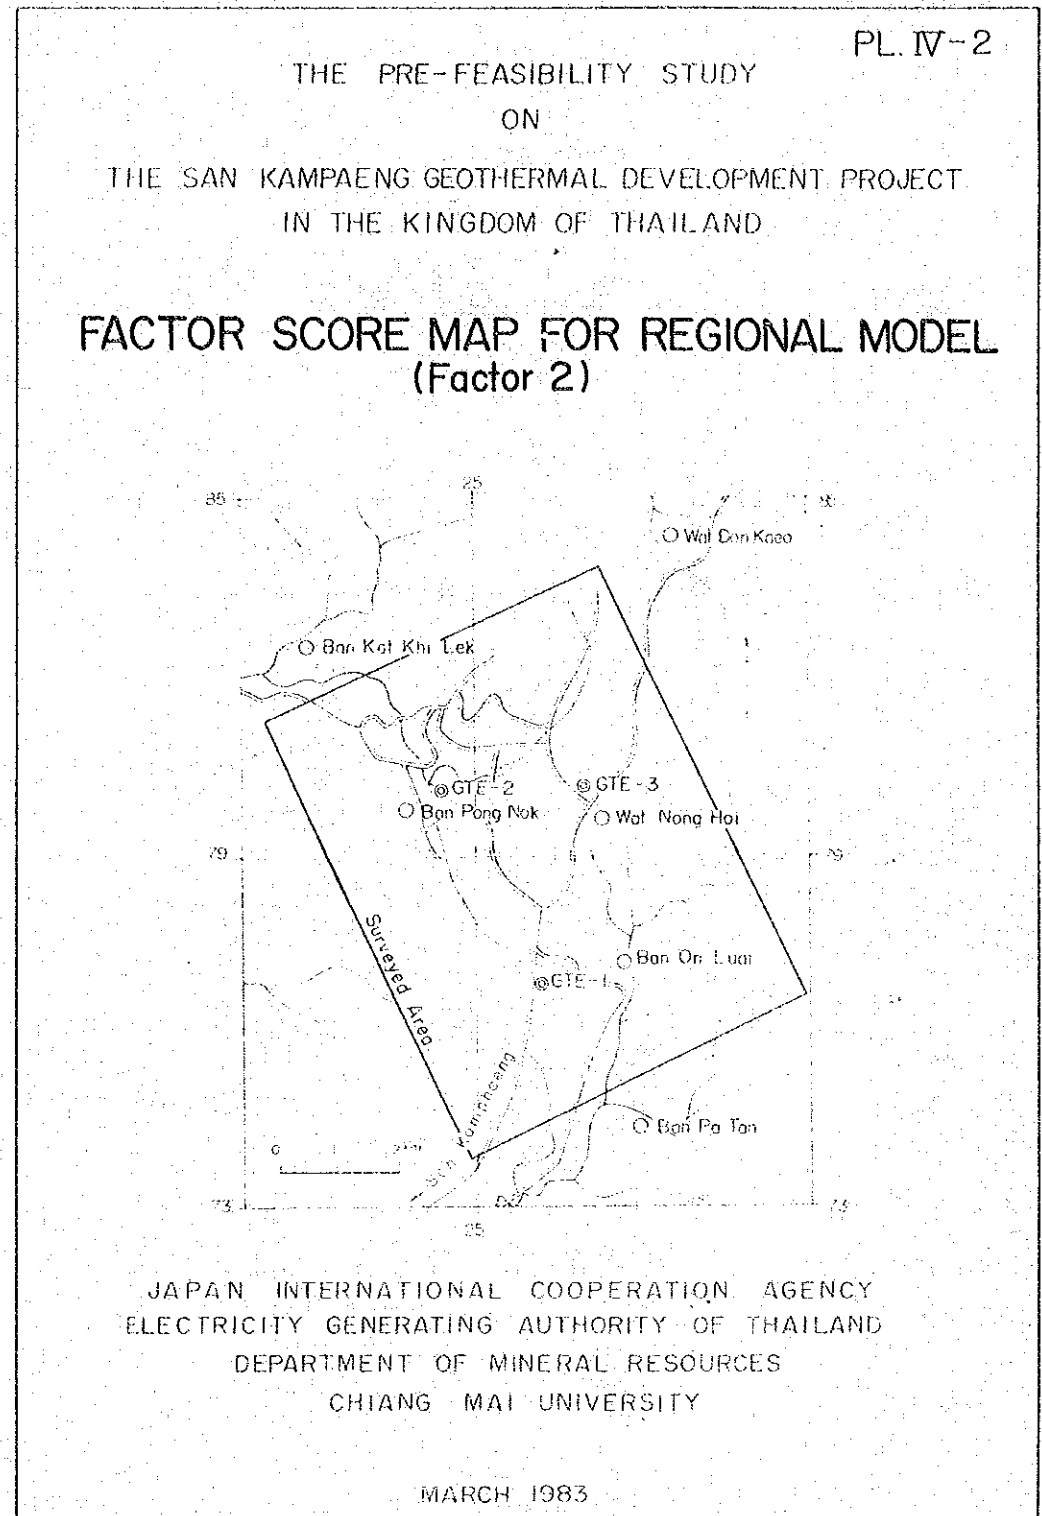 PL. IV-2
THE PRE-FEASIBILITY STUDY
ON
THE SAN KAMPAENG GEOTHERMAL DEVELOPMENT PROJECT
IN THE KINGDOM OF THAILAND
FACTOR SCORE MAP FOR REGIONAL MODEL
(Factor 2)
85
25
Wat Don Kaeo
Ban Kat Khi Lek
GTE-2
GTE-3
Ban Pong Nok
Wat Nong Hoi
79
79
Surveyed Area
Ban On Luai
GTE-1
San Kamphaeng
Ban Pa Tan
0
73
73
25
JAPAN INTERNATIONAL COOPERATION AGENCY
ELECTRICITY GENERATING AUTHORITY OF THAILAND
DEPARTMENT OF MINERAL RESOURCES
CHIANG MAI UNIVERSITY
MARCH 1983